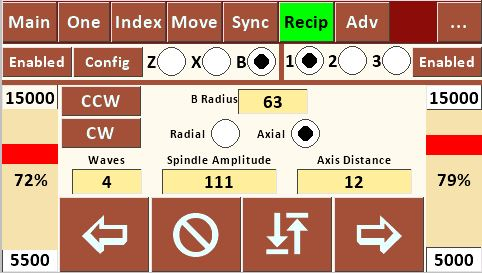 Main One Index Move Sync Recip Adv ...
Enabled Config Z X B 1 2 3 Enabled
15000 CCW B Radius 63 15000
CW Radial Axial
72% Waves Spindle Amplitude Axis Distance 79%
4 111 12
5500 5000